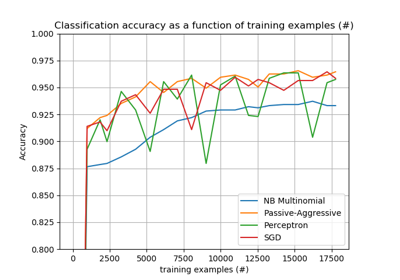 Classification accuracy as a function of training examples (#)
1.000
0.975
0.950
0.925
0.900
0.875
0.850
0.825
0.800
Accuracy
NB Multinomial
Passive-Aggressive
Perceptron
SGD
0 2500 5000 7500 10000 12500 15000 17500
training examples (#)